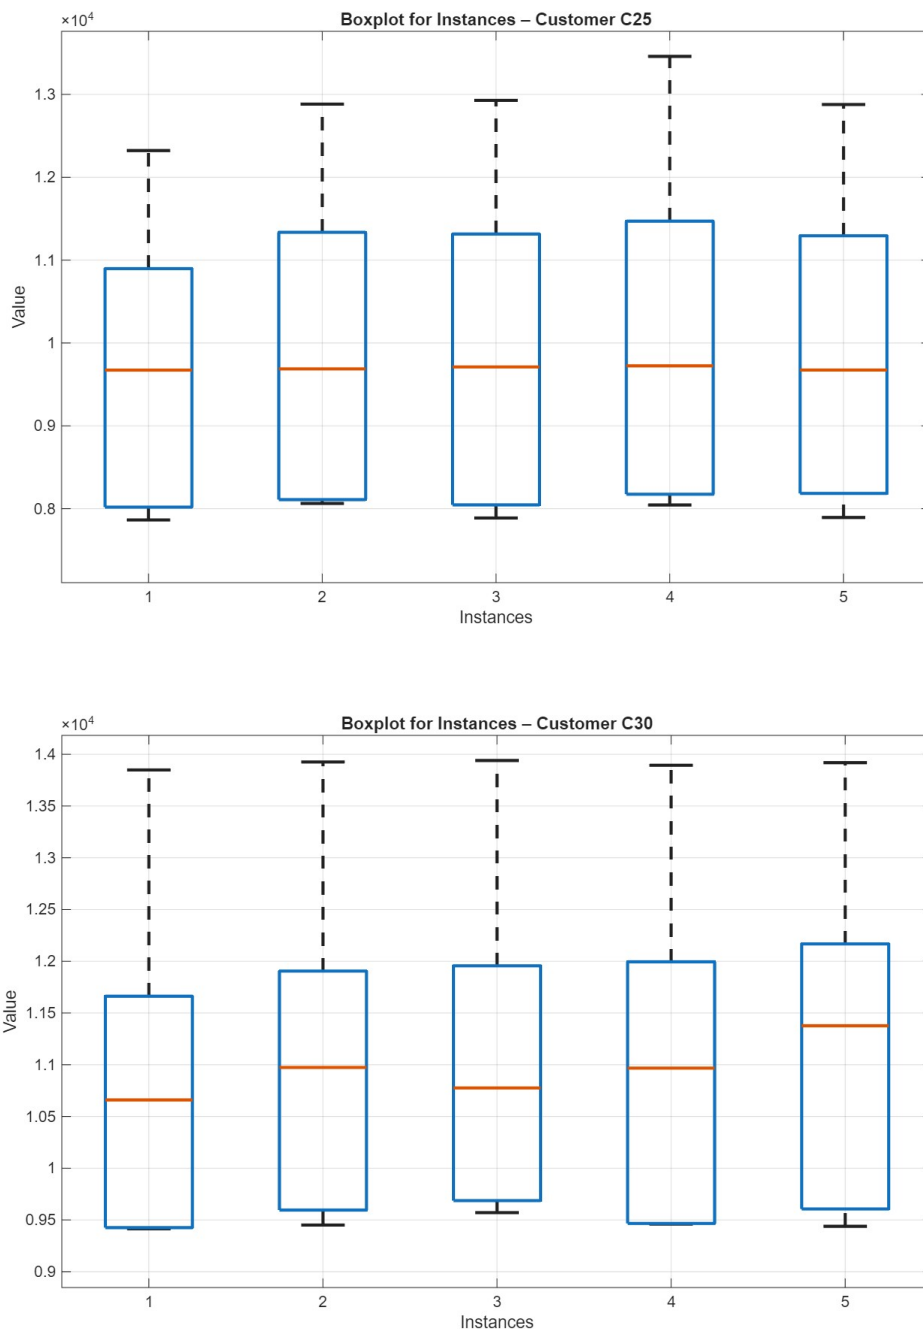 ×10⁴
Boxplot for Instances – Customer C25
1.3
1.2
1.1
1
0.9
0.8
Value
1 2 3 4 5
Instances
×10⁴
Boxplot for Instances – Customer C30
1.4
1.35
1.3
1.25
1.2
1.15
1.1
1.05
1
0.95
0.9
Value
1 2 3 4 5
Instances